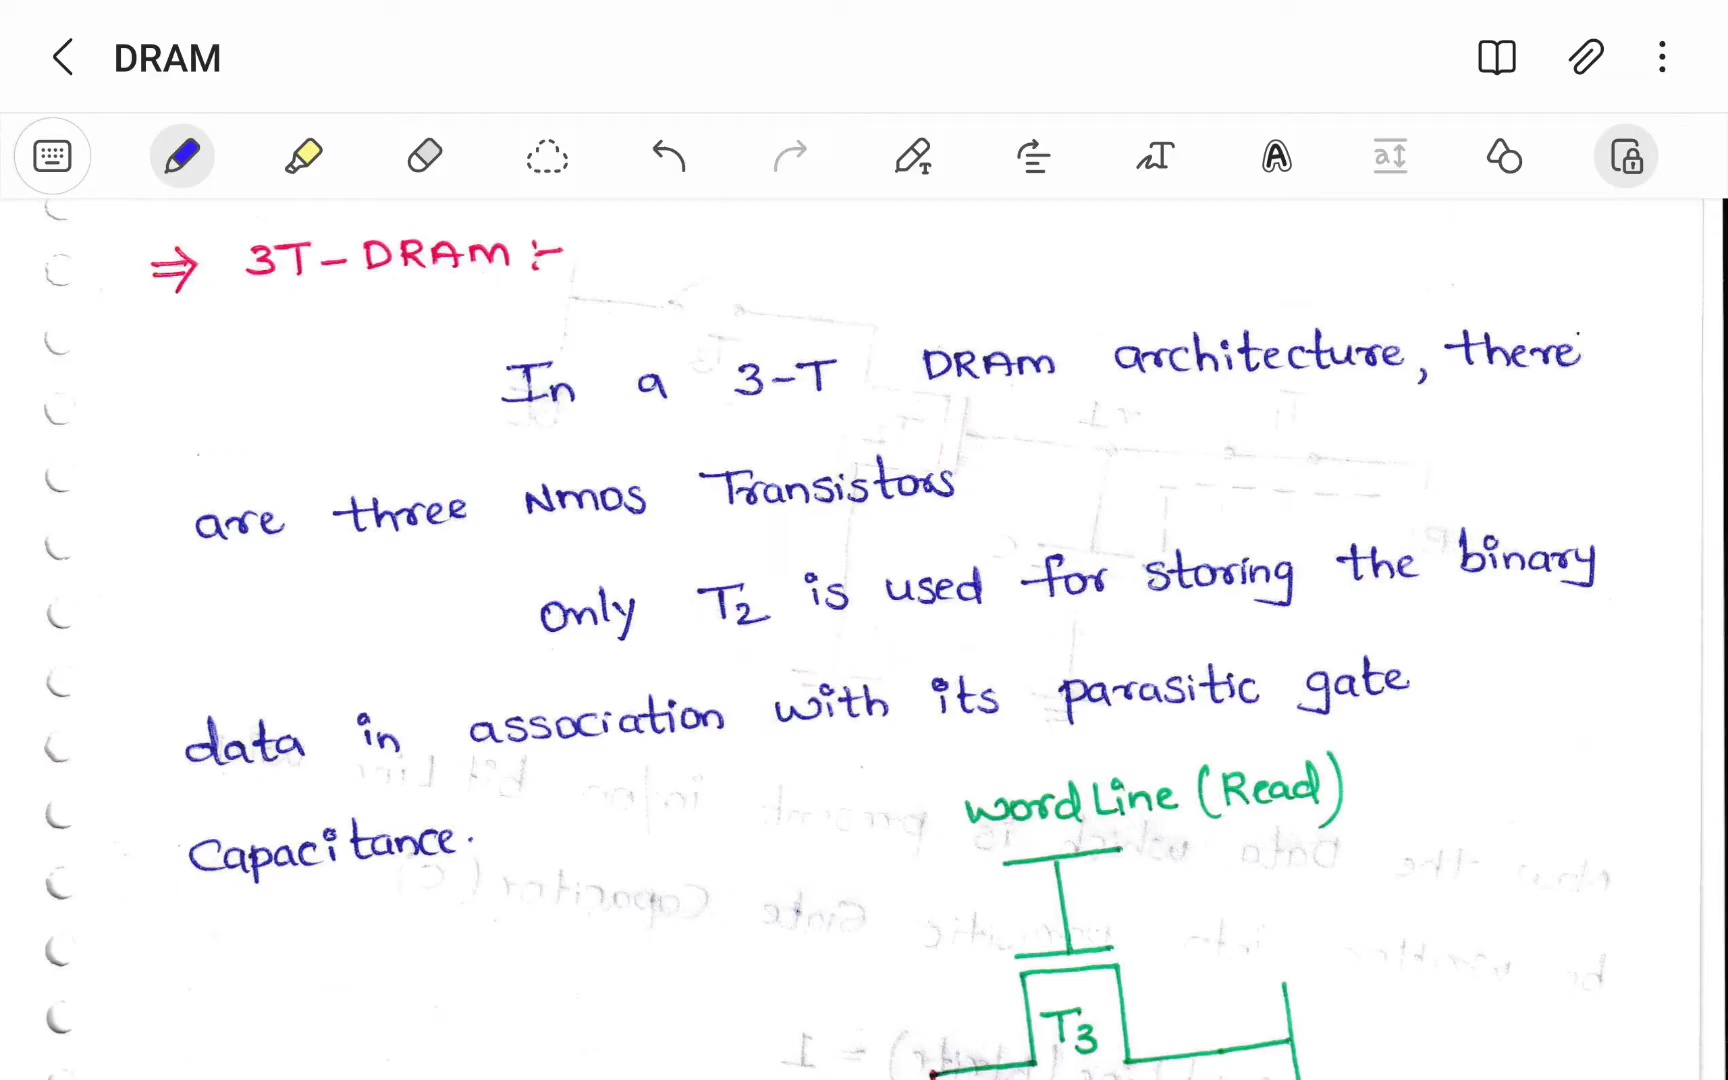 DRAM
⇒ 3T-DRAM :-
In a 3-T DRAM architecture, there
are three Nmos Transistors
only T2 is used for storing the binary
data in association with its parasitic gate
Capacitance.
word Line (Read)
T3